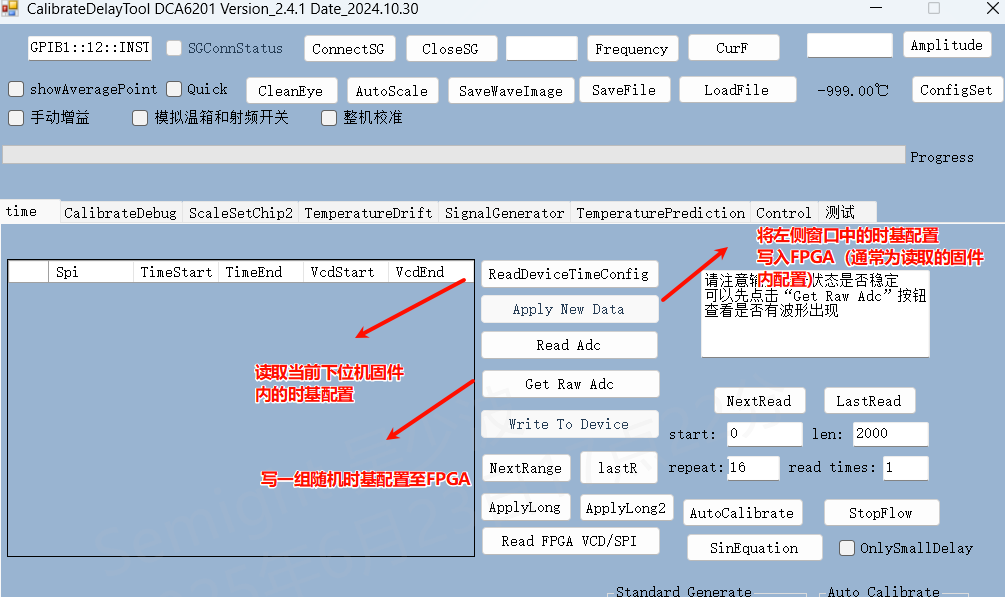 CalibrateDelayTool DCA6201 Version_2.4.1 Date_2024.10.30
GPIB1::12::INST
SGConnStatus
ConnectSG
CloseSG
Frequency
CurF
Amplitude
showAveragePoint
Quick
CleanEye
AutoScale
SaveWaveImage
SaveFile
LoadFile
-999.00℃
ConfigSet
手动增益
模拟温箱和射频开关
整机校准
Progress
time
CalibrateDebug
ScaleSetChip2
TemperatureDrift
SignalGenerator
TemperaturePrediction
Control
测试
将左侧窗口中的时基配置
写入FPGA（通常为读取的固件
内配置)
Spi
TimeStart
TimeEnd
VcdStart
VcdEnd
ReadDeviceTimeConfig
请注意输 状态是否稳定
可以先点击“Get Raw Adc”按钮
查看是否有波形出现
Apply New Data
Read Adc
读取当前下位机固件
内的时基配置
Get Raw Adc
NextRead
LastRead
Write To Device
start:
0
len:
2000
NextRange
lastR
repeat:
16
read times:
1
写一组随机时基配置至FPGA
ApplyLong
ApplyLong2
AutoCalibrate
StopFlow
Read FPGA VCD/SPI
SinEquation
OnlySmallDelay
Standard Generate
Auto Calibrate